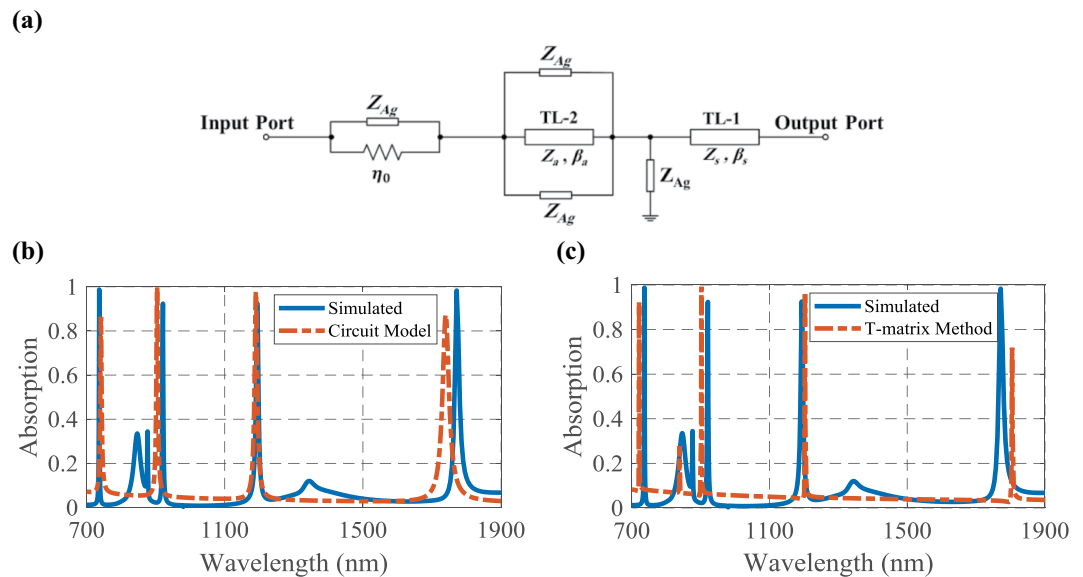 (a)
Z_Ag
Z_Ag
TL-2
TL-1
Input Port
Output Port
Z_a , β_a
Z_s , β_s
η_0
Z_Ag
Z_Ag
(b)
(c)
1
0.8
0.6
0.4
0.2
0
Absorption
Simulated
Circuit Model
700
1100
1500
1900
Wavelength (nm)
1
0.8
0.6
0.4
0.2
0
Absorption
Simulated
T-matrix Method
700
1100
1500
1900
Wavelength (nm)